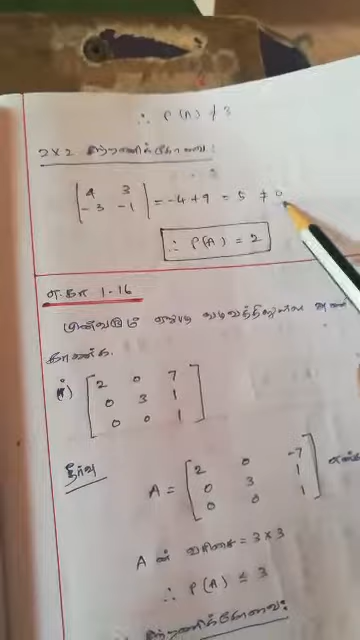 ∴ ρ(A) ≠ 3
2×2 சிற்றணிக்கோவை:
| 4 3 |
| -3 -1 | = -4+9 = 5 ≠ 0
∴ ρ(A) = 2
எ.கா 1.16
காண்க.
(i) [ 2 0 7
0 3 1
0 0 1 ]
தீர்வு
A = [ 2 0 -7
0 3 1
0 0 1 ] என்க
A ன் வரிசை = 3×3
∴ ρ(A) ≤ 3
சிற்றணிக்கோவை: